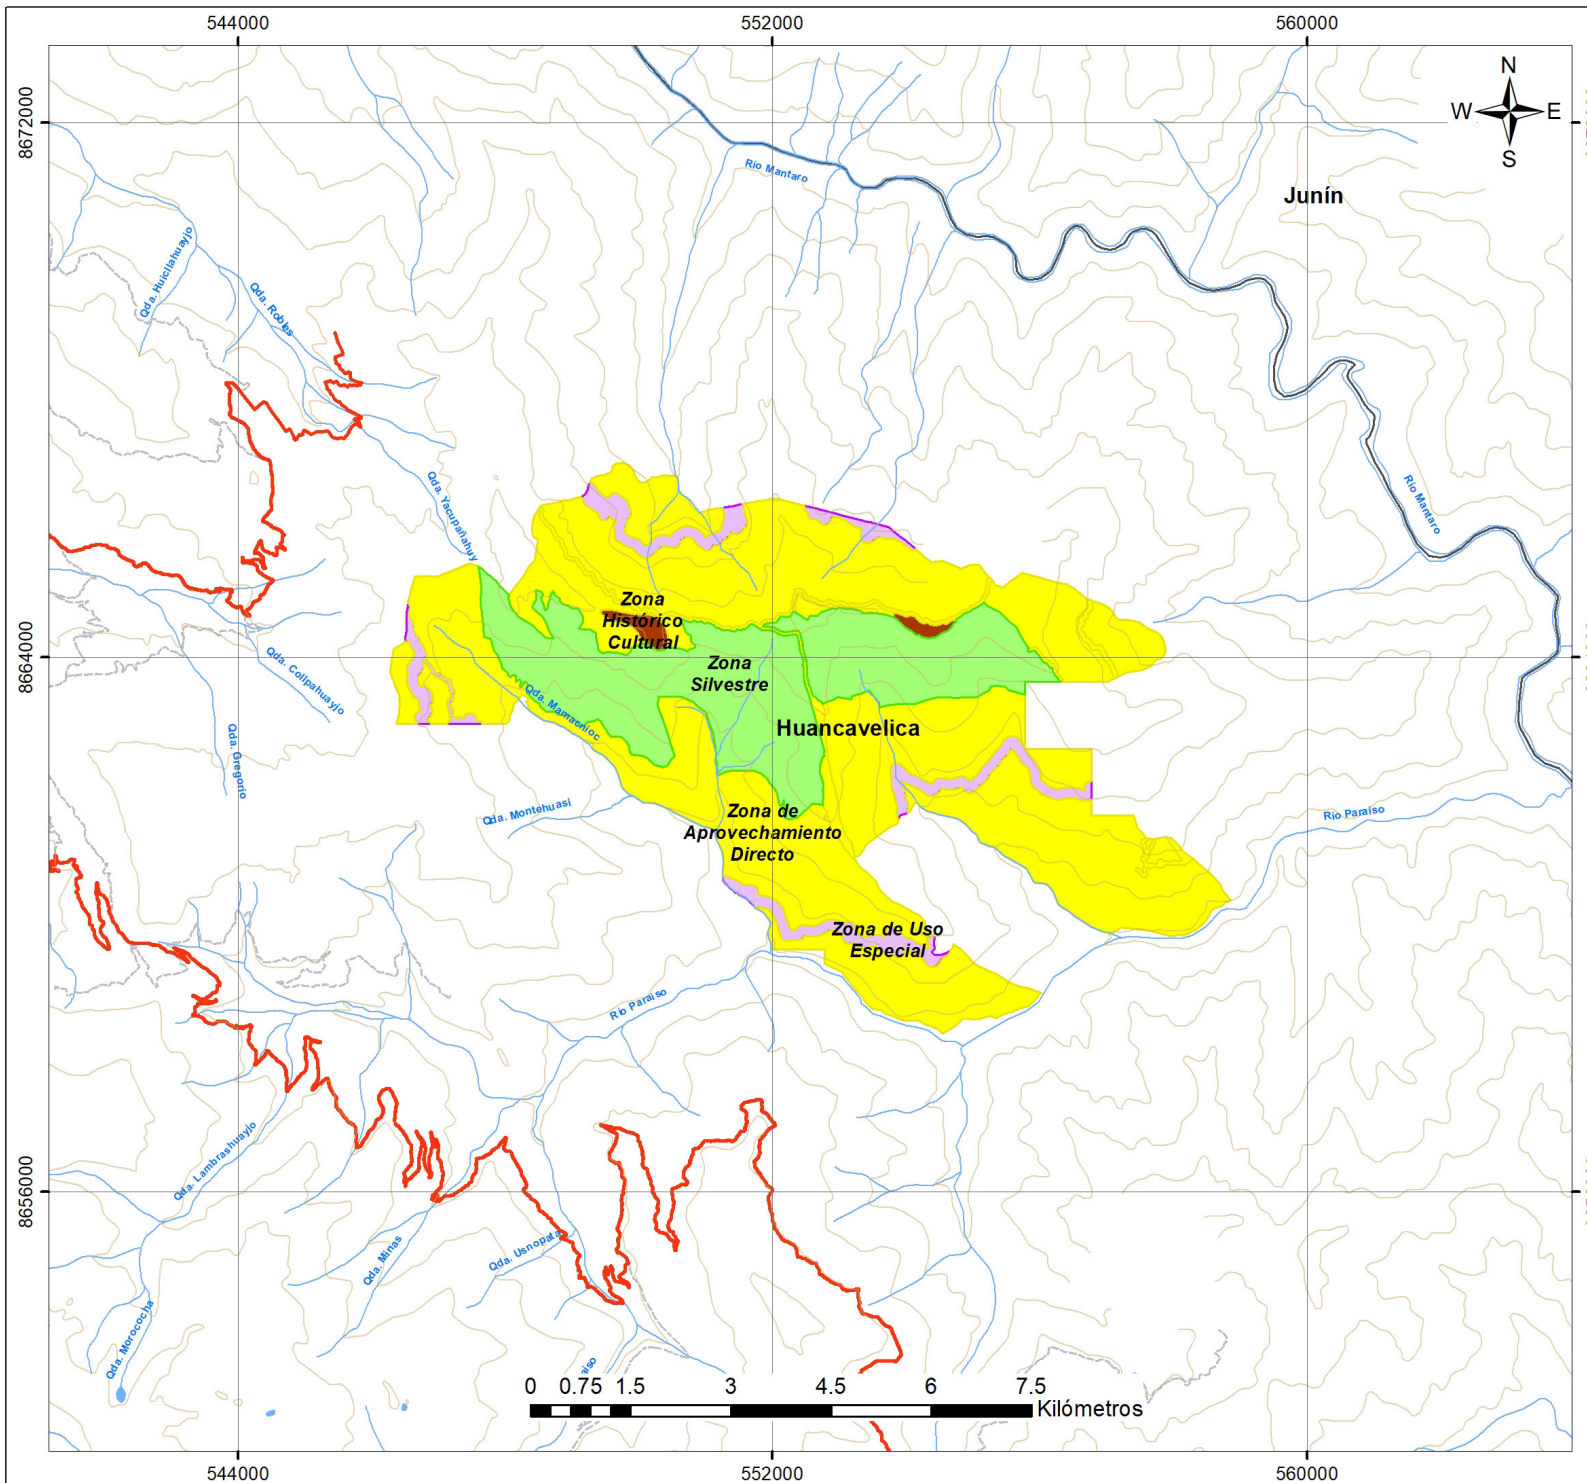 544000
552000
560000
8672000
N
W
E
S
Río Mantaro
Junín
Qda. Huicllahuayjo
Qda. Robles
Qda. Yacupañahuy
Río Mantaro
Zona
Histórico
Cultural
8664000
Zona
Silvestre
Qda. Collpahuayjo
Qda. Mamacnioc
Huancavelica
Qda. Gregorio
Qda. Montehuasi
Zona de
Aprovechamiento
Directo
Río Paraíso
Zona de Uso
Especial
Río Paraíso
Qda. Lambrashuayjo
8656000
Qda. Minas
Qda. Usnopata
Qda. Morococha
0 0.75 1.5 3 4.5 6 7.5
Kilómetros
544000
552000
560000